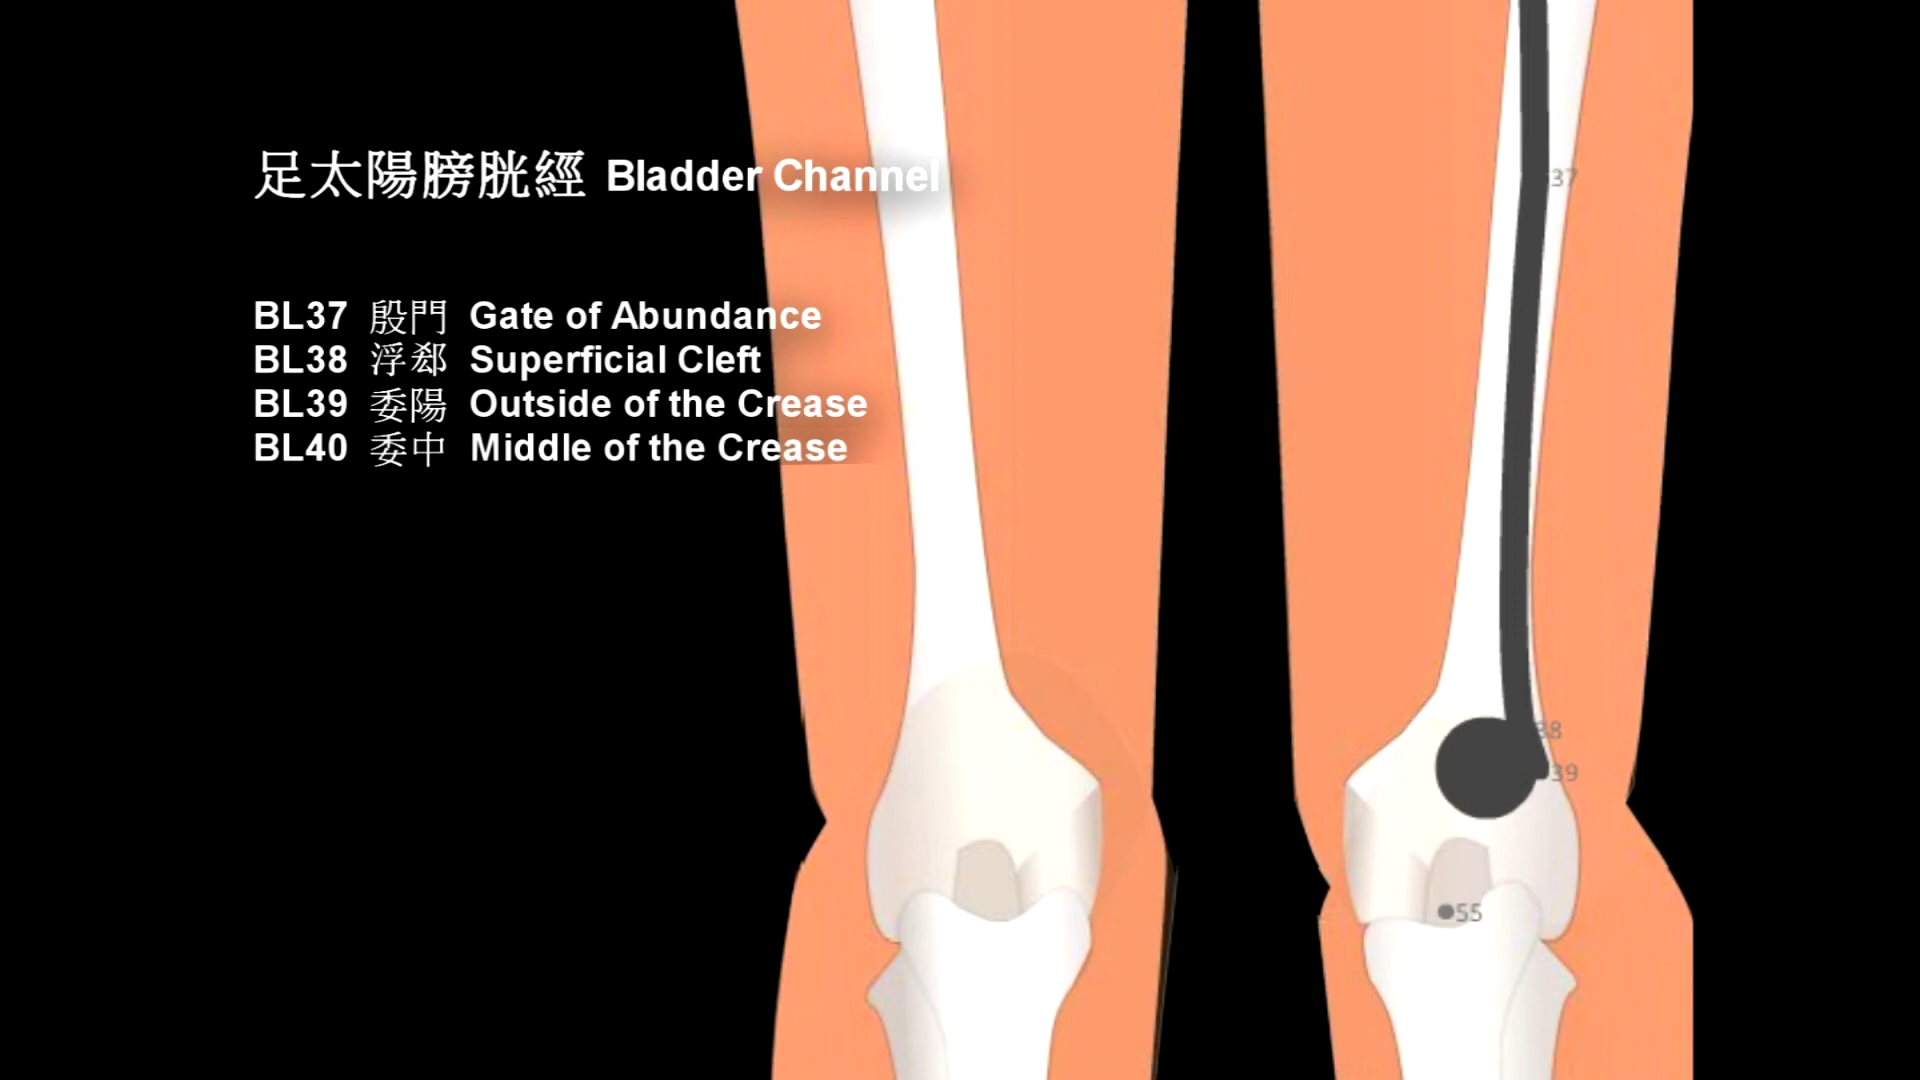 足太陽膀胱經 Bladder Channel
BL37 殷門 Gate of Abundance
BL38 浮郄 Superficial Cleft
BL39 委陽 Outside of the Crease
BL40 委中 Middle of the Crease
37
38
39
55